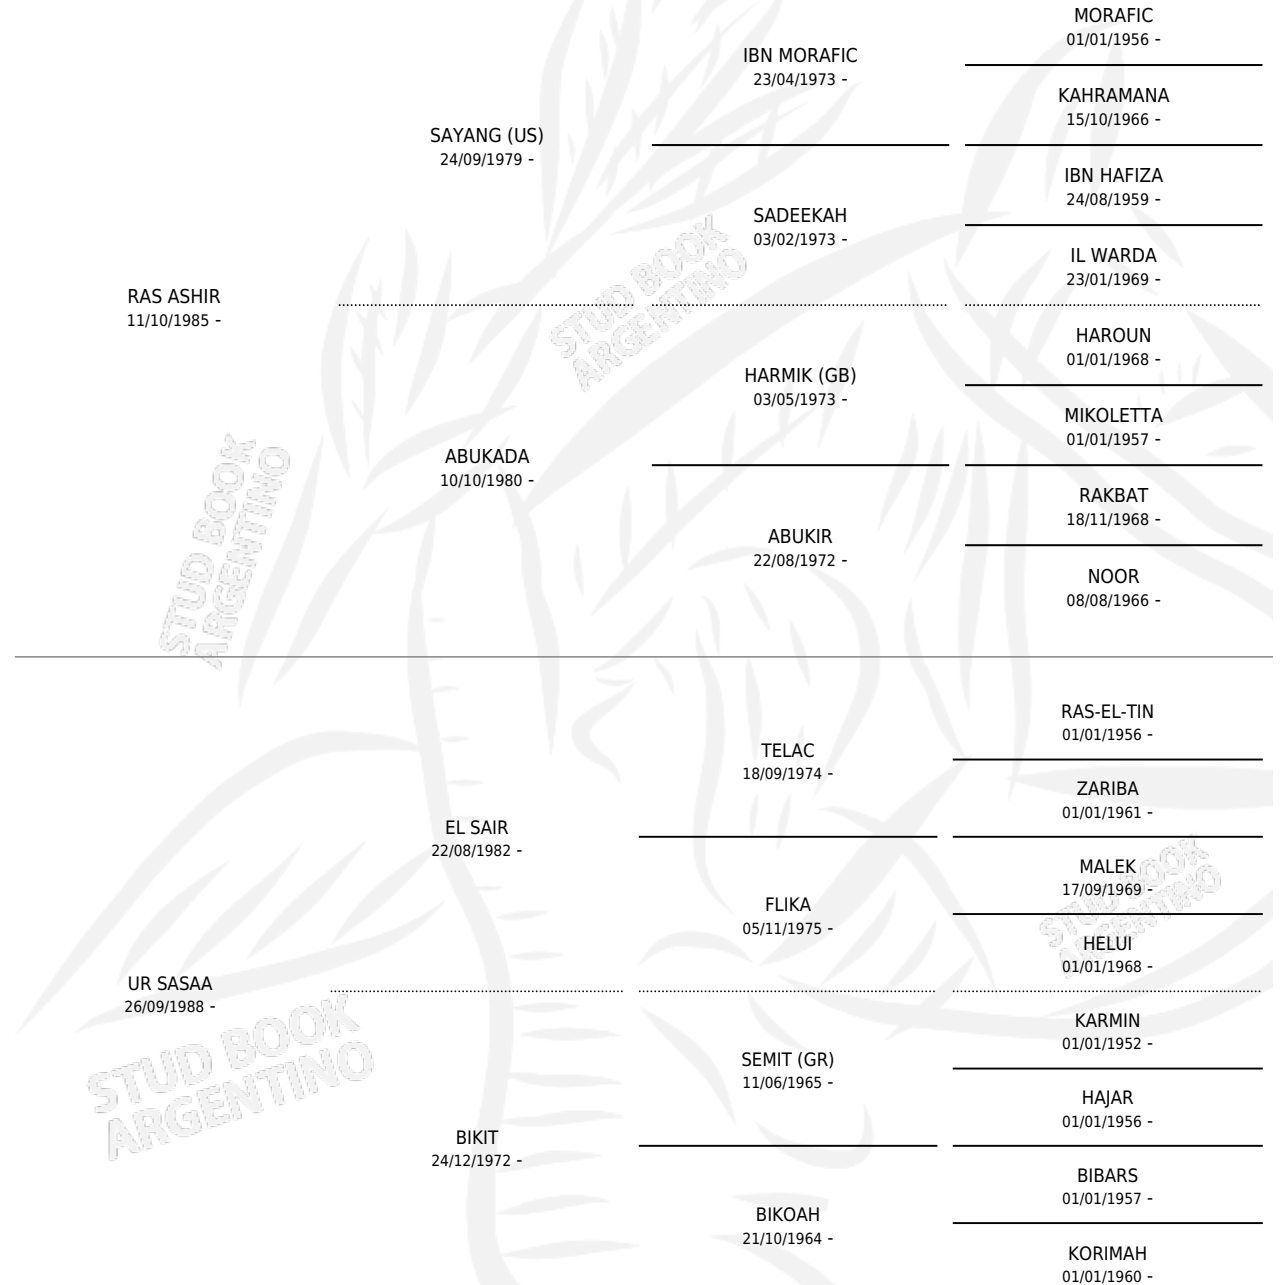 MORAFIC
01/01/1956 -
IBN MORAFIC
23/04/1973 -
KAHRAMANA
15/10/1966 -
SAYANG (US)
24/09/1979 -
IBN HAFIZA
24/08/1959 -
SADEEKAH
03/02/1973 -
IL WARDA
23/01/1969 -
RAS ASHIR
11/10/1985 -
HAROUN
01/01/1968 -
HARMIK (GB)
03/05/1973 -
MIKOLETTA
01/01/1957 -
ABUKADA
10/10/1980 -
RAKBAT
18/11/1968 -
ABUKIR
22/08/1972 -
NOOR
08/08/1966 -
STUD BOOK
ARGENTINO
STUD BOOK
ARGENTINO
RAS-EL-TIN
01/01/1956 -
TELAC
18/09/1974 -
ZARIBA
01/01/1961 -
EL SAIR
22/08/1982 -
MALEK
17/09/1969 -
FLIKA
05/11/1975 -
HELUI
01/01/1968 -
UR SASAA
26/09/1988 -
KARMIN
01/01/1952 -
SEMIT (GR)
11/06/1965 -
HAJAR
01/01/1956 -
BIKIT
24/12/1972 -
BIBARS
01/01/1957 -
BIKOAH
21/10/1964 -
KORIMAH
01/01/1960 -
STUD BOOK
ARGENTINO
STUD BOOK
ARGENTINO